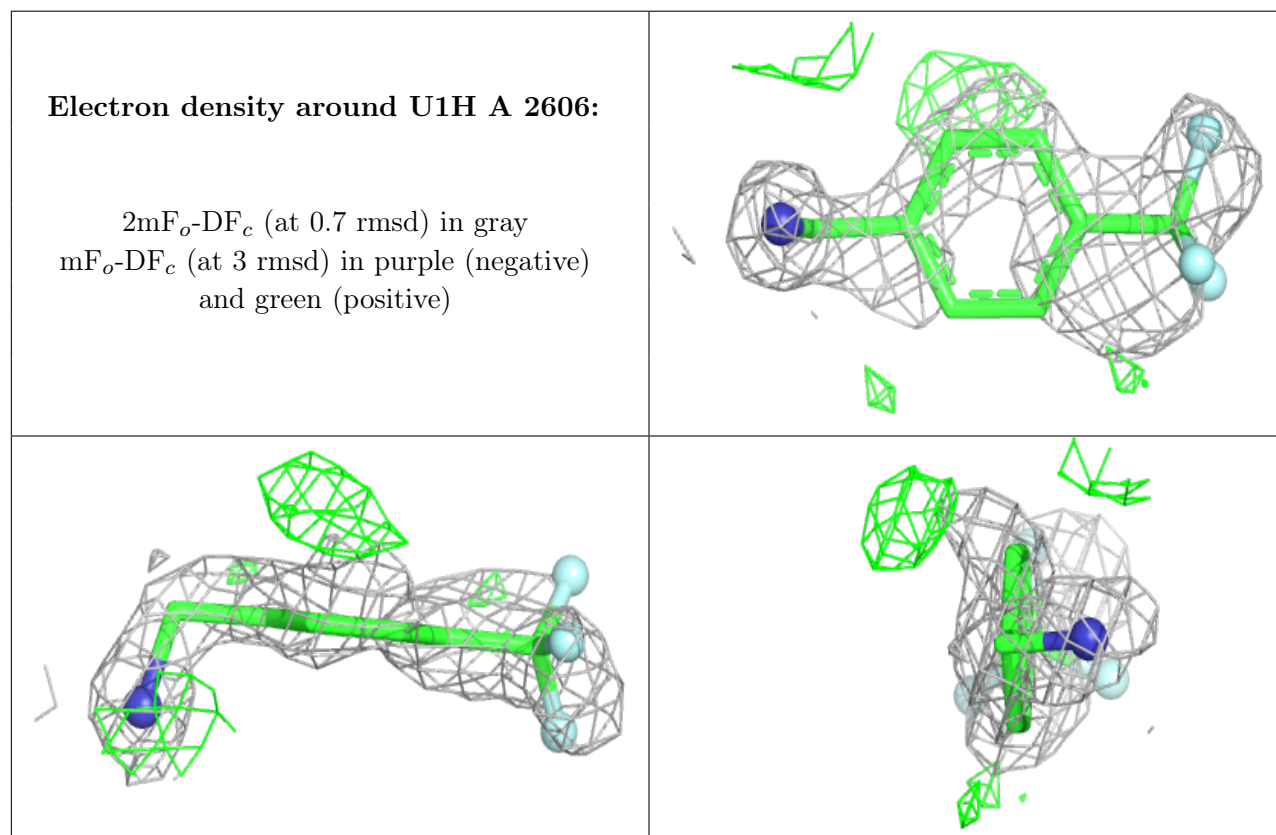 Electron density around U1H A 2606:
2mFo-DFc (at 0.7 rmsd) in gray
mFo-DFc (at 3 rmsd) in purple (negative)
and green (positive)